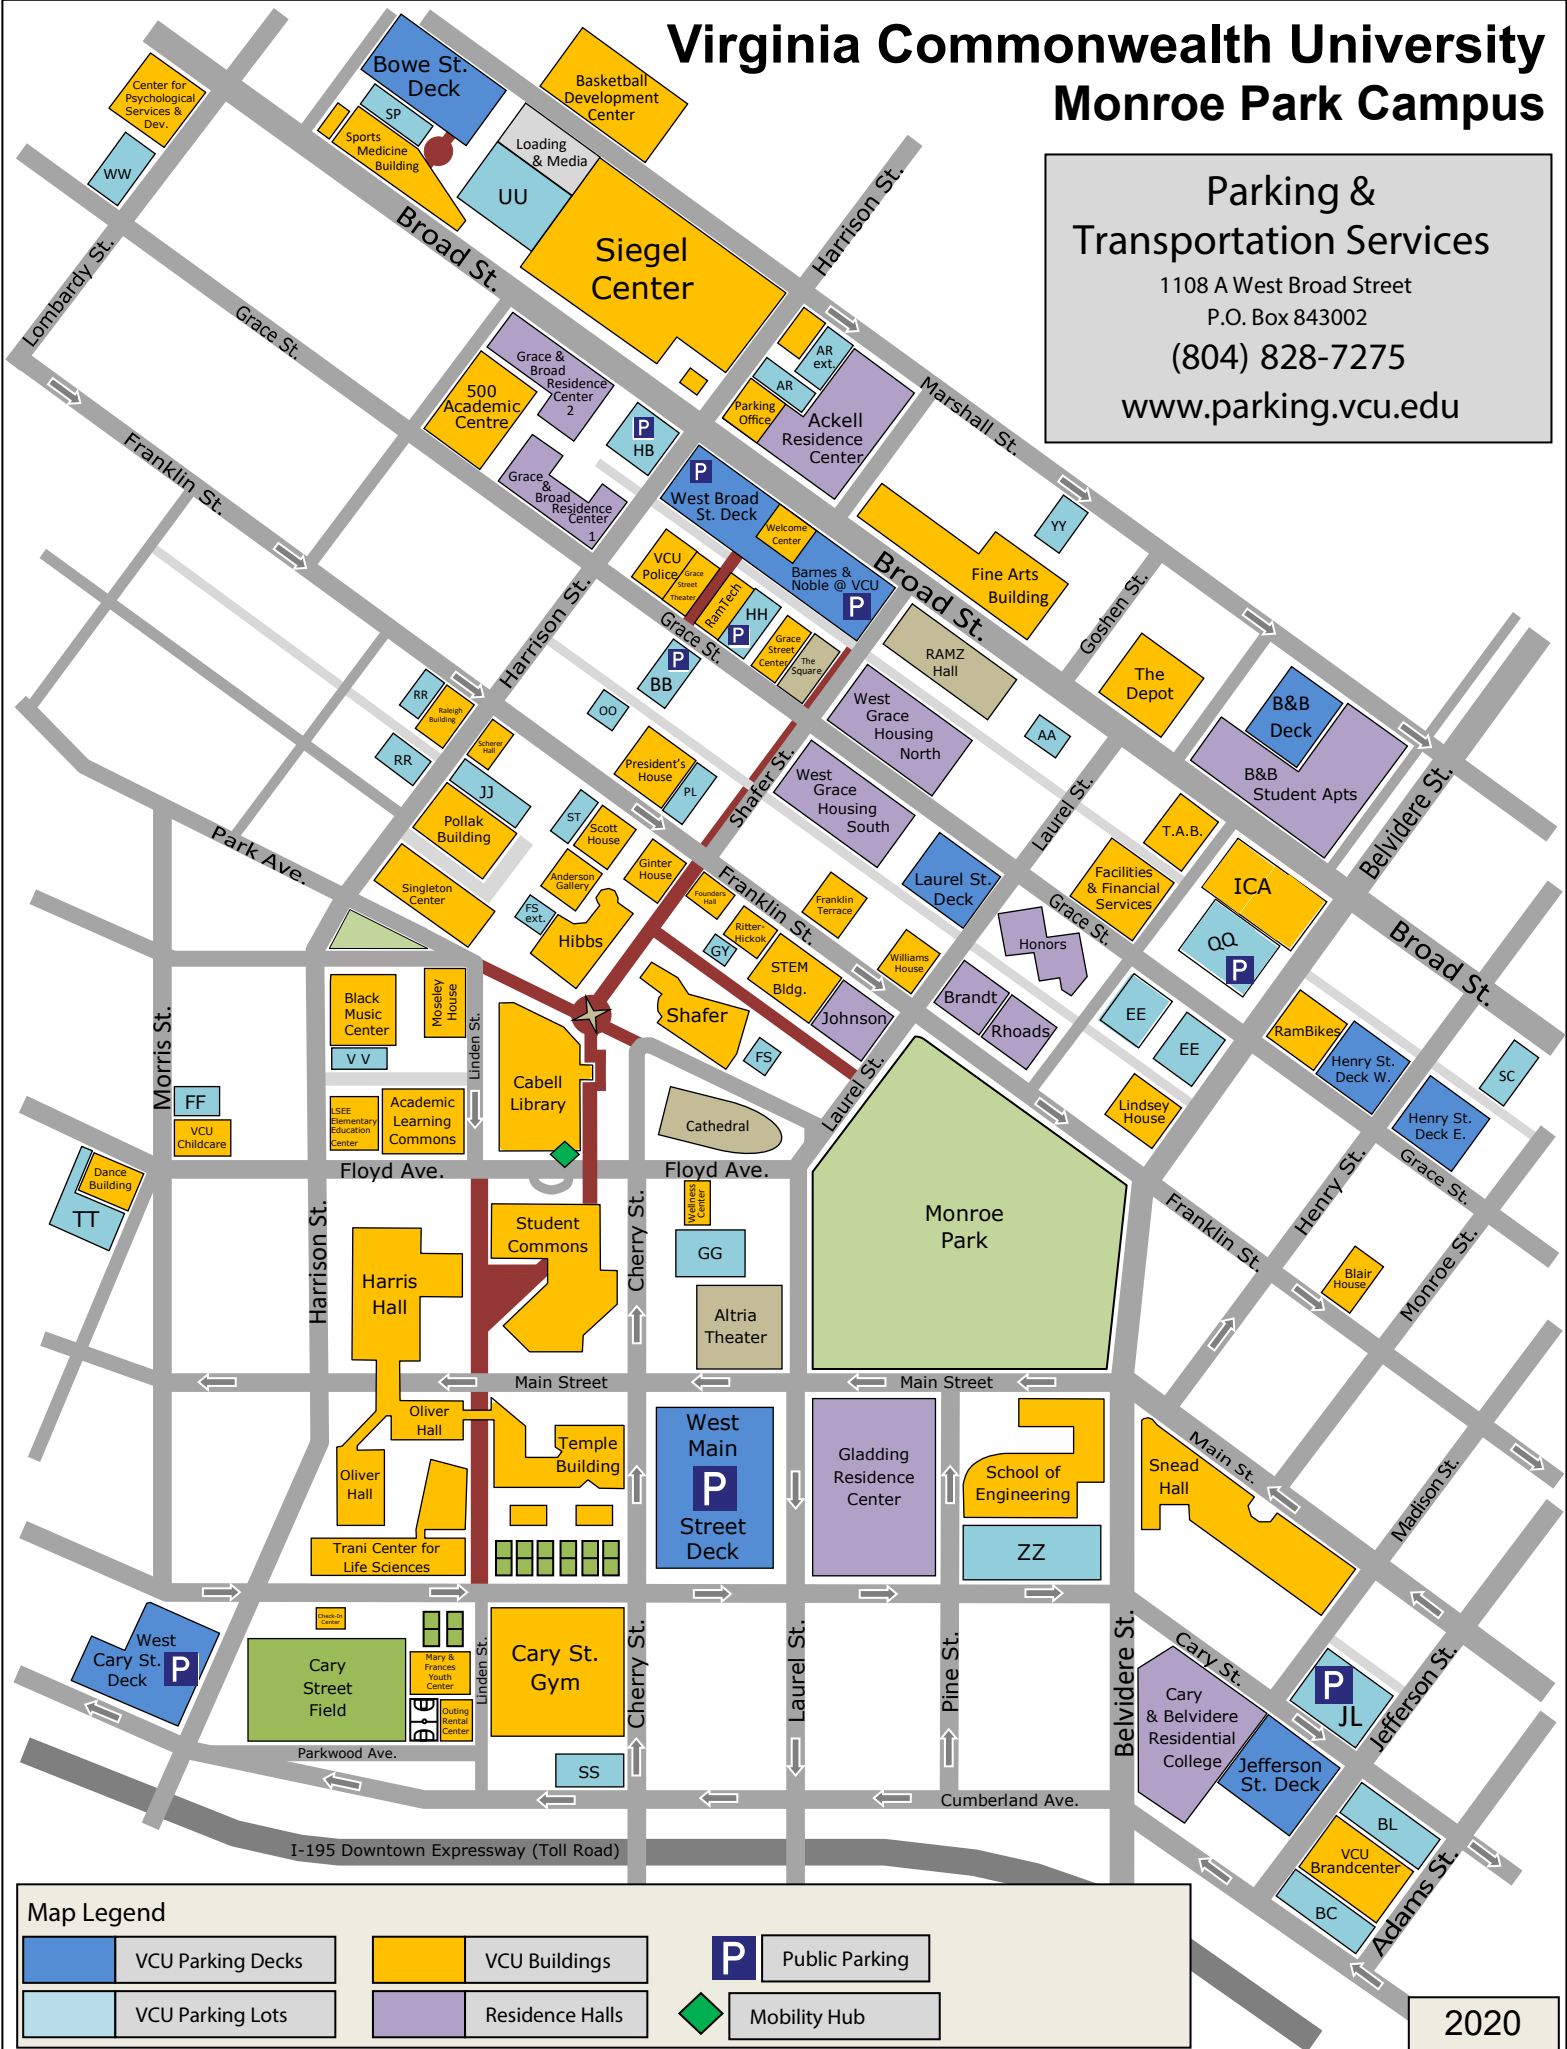 Virginia Commonwealth University
Monroe Park Campus
Parking &
Transportation Services
1108 A West Broad Street
P.O. Box 843002
(804) 828-7275
www.parking.vcu.edu
Center for
Psychological
Services &
Dev.
WW
Bowe St.
Deck
SP
Sports
Medicine
Building
Basketball
Development
Center
Loading
& Media
UU
Siegel
Center
Harrison St.
Broad St.
Lombardy St.
Grace St.
Franklin St.
Grace &
Broad
Residence
Center
2
500
Academic
Centre
P
HB
Grace
&
Broad
Residence
Center
1
AR
ext.
AR
Parking
Office
Ackell
Residence
Center
Marshall St.
P
West Broad
St. Deck
Welcome
Center
Barnes &
Noble @ VCU
P
YY
Fine Arts
Building
Broad St.
Goshen St.
VCU
Police
Grace
Street
Theater
RamTech
HH
P
Grace
Street
Center
The
Square
Grace St.
Harrison St.
P
BB
OO
RAMZ
Hall
The
Depot
B&B
Deck
B&B
Student Apts
AA
West
Grace
Housing
North
West
Grace
Housing
South
Shafer St.
Laurel St.
Belvidere St.
RR
Raleigh
Building
RR
Scherer
Hall
JJ
Pollak
Building
President's
House
PL
ST
Scott
House
Park Ave.
Singleton
Center
Anderson
Gallery
Ginter
House
FS
ext.
Hibbs
Founders
Hall
Franklin St.
Franklin
Terrace
Laurel St.
Deck
T.A.B.
Facilities
& Financial
Services
ICA
QQ
P
Grace St.
Broad St.
Honors
Ritter-
Hickok
GY
STEM
Bldg.
Williams
House
Johnson
Brandt
Rhoads
EE
EE
RamBikes
Henry St.
Deck W.
Henry St.
Deck E.
SC
Black
Music
Center
Moseley
House
V V
Linden St.
Morris St.
Shafer
FS
Cabell
Library
Cathedral
Laurel St.
Lindsey
House
FF
VCU
Childcare
LSEE
Elementary
Education
Center
Academic
Learning
Commons
Floyd Ave.
Floyd Ave.
Dance
Building
TT
Wellness
Center
GG
Monroe
Park
Grace St.
Henry St.
Franklin St.
Monroe St.
Blair
House
Harrison St.
Harris
Hall
Student
Commons
Cherry St.
Altria
Theater
Main Street
Main Street
Oliver
Hall
Oliver
Hall
Temple
Building
West
Main
P
Street
Deck
Gladding
Residence
Center
School of
Engineering
ZZ
Snead
Hall
Main St.
Madison St.
Trani Center for
Life Sciences
West
Cary St.
Deck
P
Check-In
Center
Cary
Street
Field
Mary &
Frances
Youth
Center
Outing
Rental
Center
Linden St.
Cary St.
Gym
Cherry St.
Laurel St.
Pine St.
Belvidere St.
Cary St.
P
JL
Jefferson St.
Cary
& Belvidere
Residential
College
Jefferson
St. Deck
Parkwood Ave.
SS
Cumberland Ave.
I-195 Downtown Expressway (Toll Road)
BL
VCU
Brandcenter
BC
Adams St.
Map Legend
VCU Parking Decks
VCU Buildings
P
Public Parking
VCU Parking Lots
Residence Halls
Mobility Hub
2020